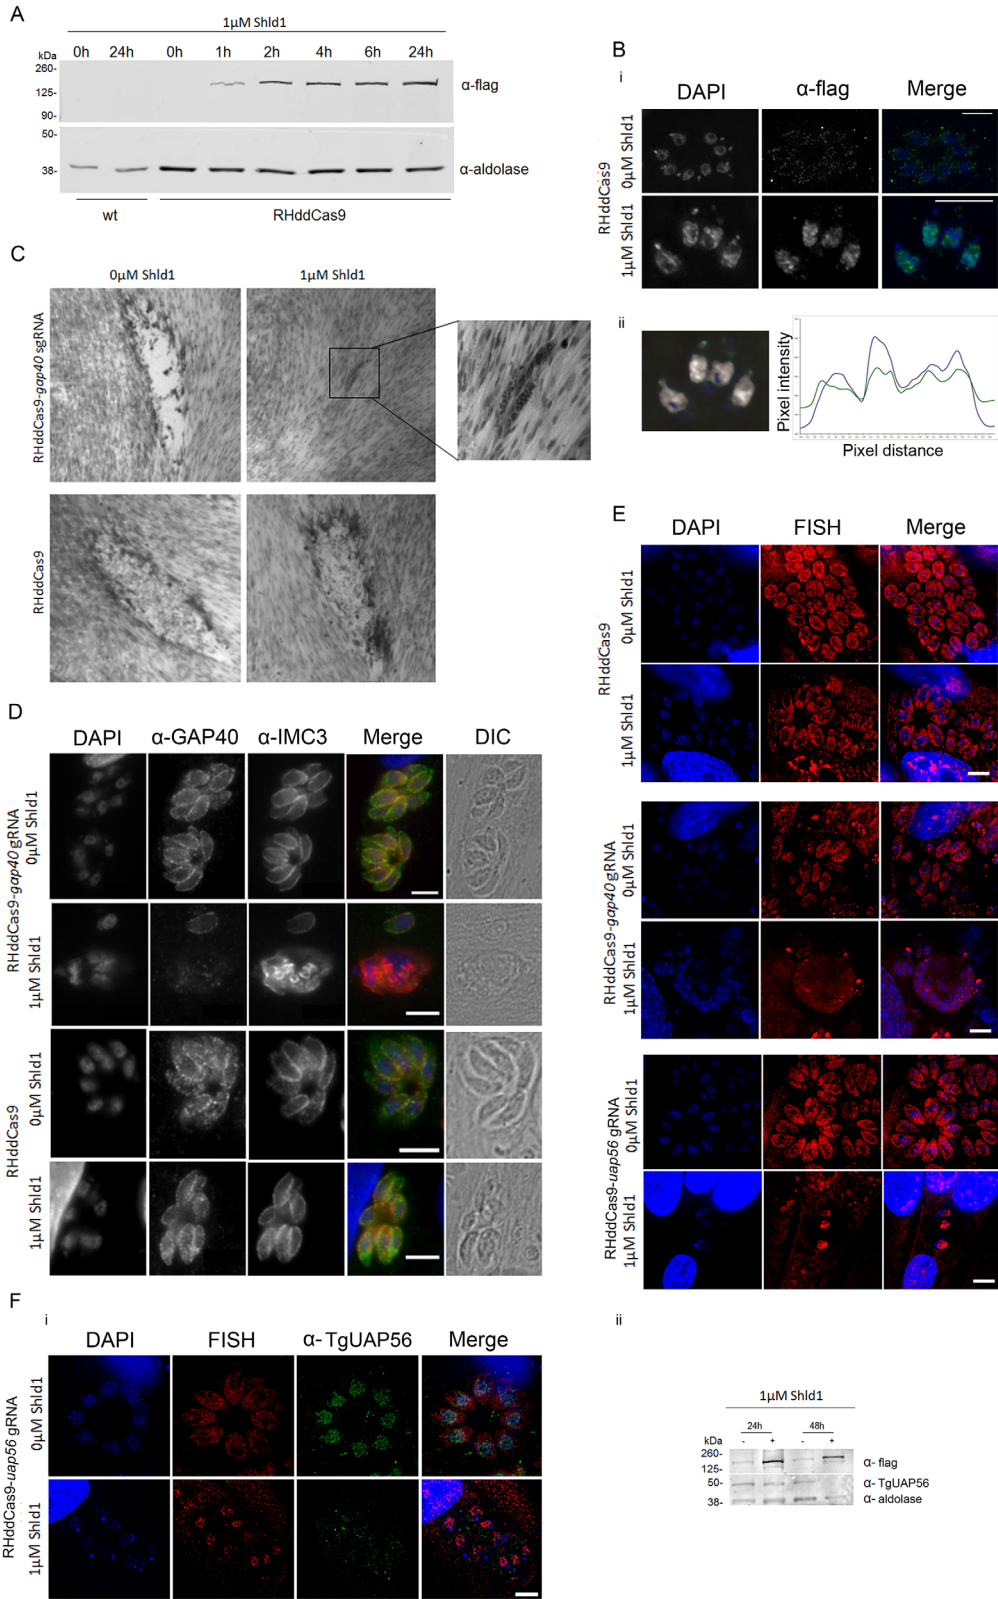 A
1μM Shld1
0h 24h 0h 1h 2h 4h 6h 24h
kDa
260-
125-
90-
α-flag
50-
38-
α-aldolase
wt RHddCas9
B
i
DAPI α-flag Merge
RHddCas9
0μM Shld1
1μM Shld1
ii
Pixel intensity
Pixel distance
C
0μM Shld1 1μM Shld1
RHddCas9-gap40 sgRNA
RHddCas9
D
DAPI α-GAP40 α-IMC3 Merge DIC
RHddCas9-gap40 gRNA
0μM Shld1
1μM Shld1
RHddCas9
0μM Shld1
1μM Shld1
E
DAPI FISH Merge
RHddCas9
0μM Shld1
1μM Shld1
RHddCas9-gap40 gRNA
0μM Shld1
1μM Shld1
RHddCas9-uap56 gRNA
0μM Shld1
1μM Shld1
F
i
DAPI FISH α- TgUAP56 Merge
RHddCas9-uap56 gRNA
0μM Shld1
1μM Shld1
ii
1μM Shld1
24h 48h
kDa - + - +
260-
125-
α- flag
50-
α- TgUAP56
38-
α- aldolase